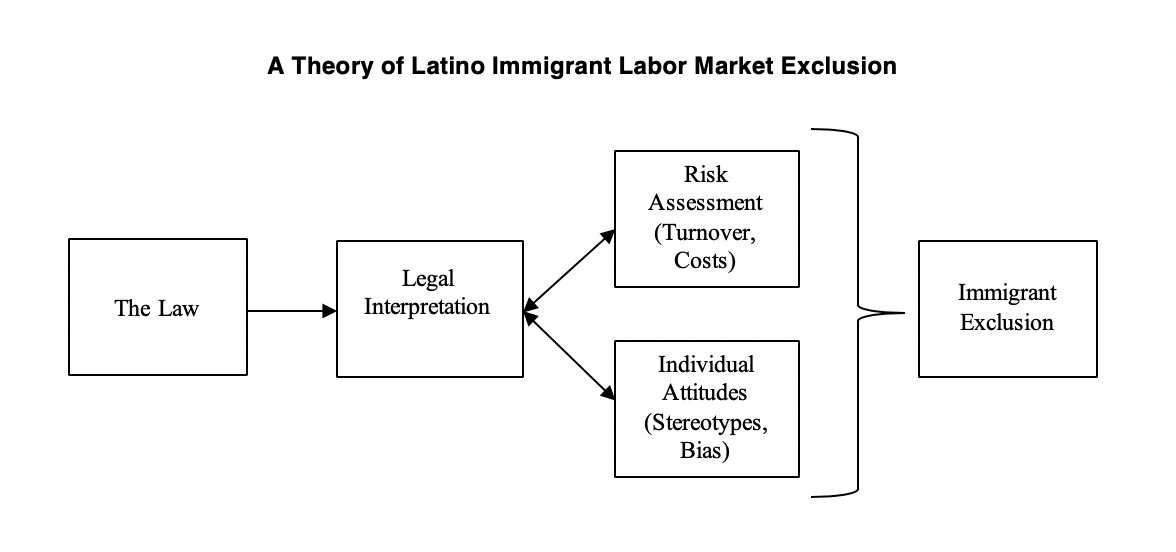 A Theory of Latino Immigrant Labor Market Exclusion
The Law
Legal
Interpretation
Risk
Assessment
(Turnover,
Costs)
Individual
Attitudes
(Stereotypes,
Bias)
Immigrant
Exclusion